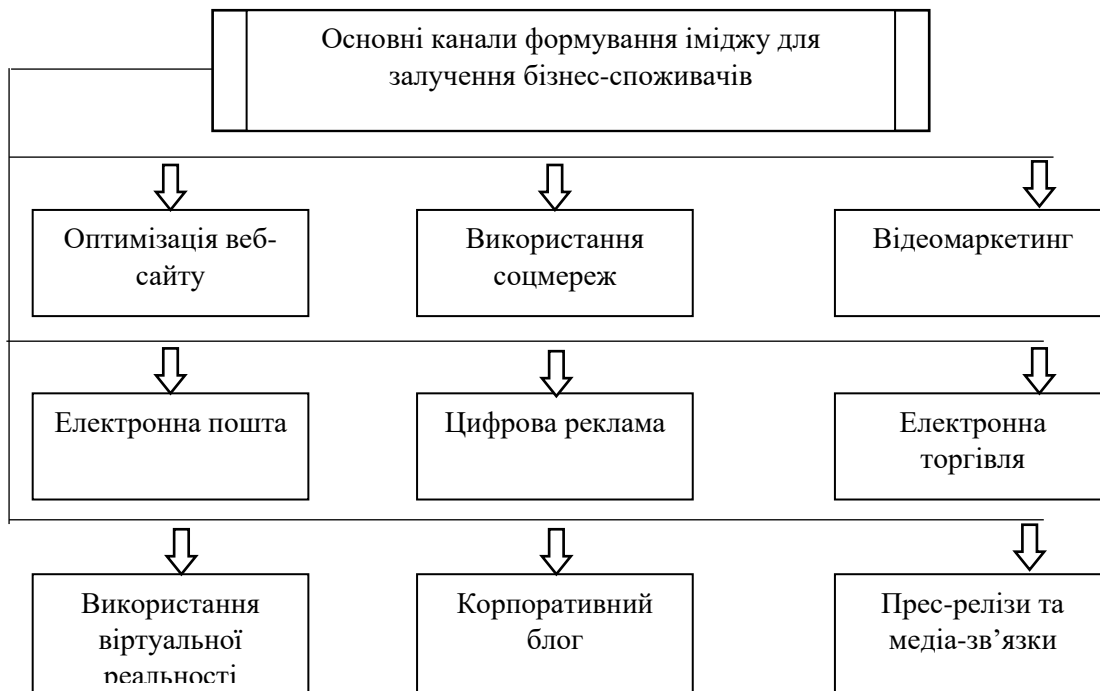 Основні канали формування іміджу для
залучення бізнес-споживачів
Оптимізація веб-
сайту
Використання
соцмереж
Відеомаркетинг
Електронна пошта
Цифрова реклама
Електронна
торгівля
Використання
віртуальної
реальності
Корпоративний
блог
Прес-релізи та
медіа-зв’язки